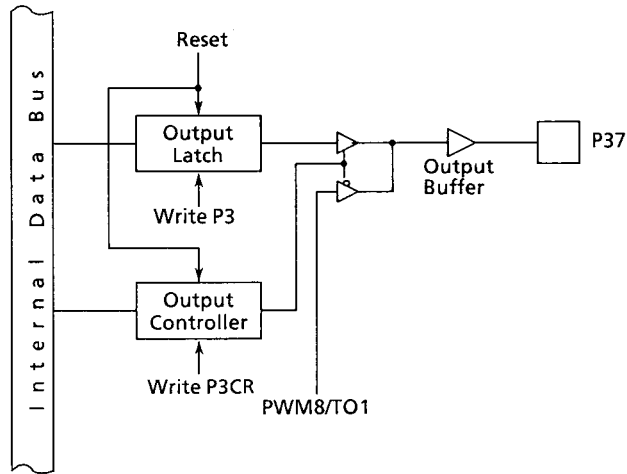 Internal Data Bus
Reset
Output
Latch
Write P3
Output
Controller
Write P3CR
PWM8/TO1
Output
Buffer
P37